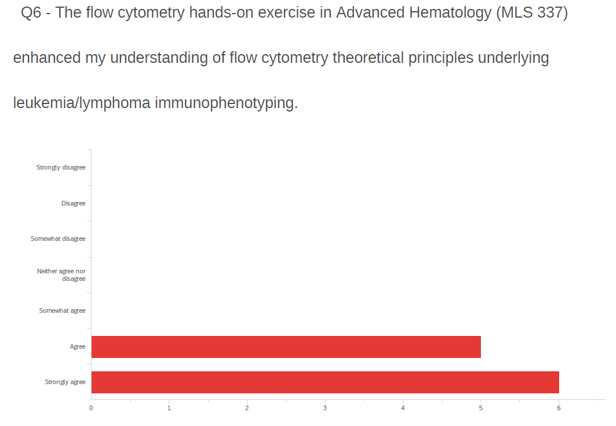 Q6 - The flow cytometry hands-on exercise in Advanced Hematology (MLS 337)
enhanced my understanding of flow cytometry theoretical principles underlying
leukemia/lymphoma immunophenotyping.
Strongly disagree
Disagree
Somewhat disagree
Neither agree nor
disagree
Somewhat agree
Agree
Strongly agree
0 1 2 3 4 5 6